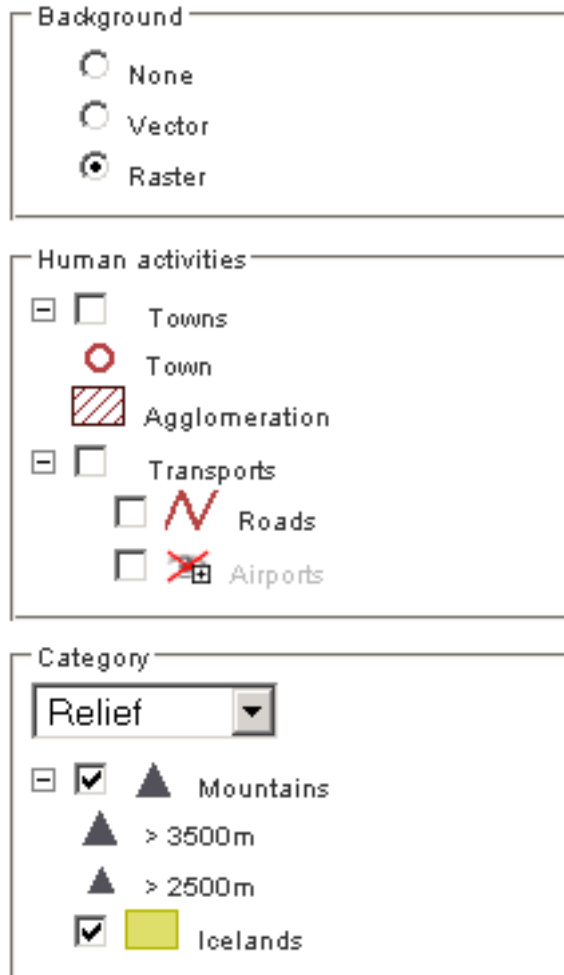 Background
None
Vector
Raster
Human activities
Towns
Town
Agglomeration
Transports
Roads
Airports
Category
Relief
Mountains
> 3500m
> 2500m
Icelands